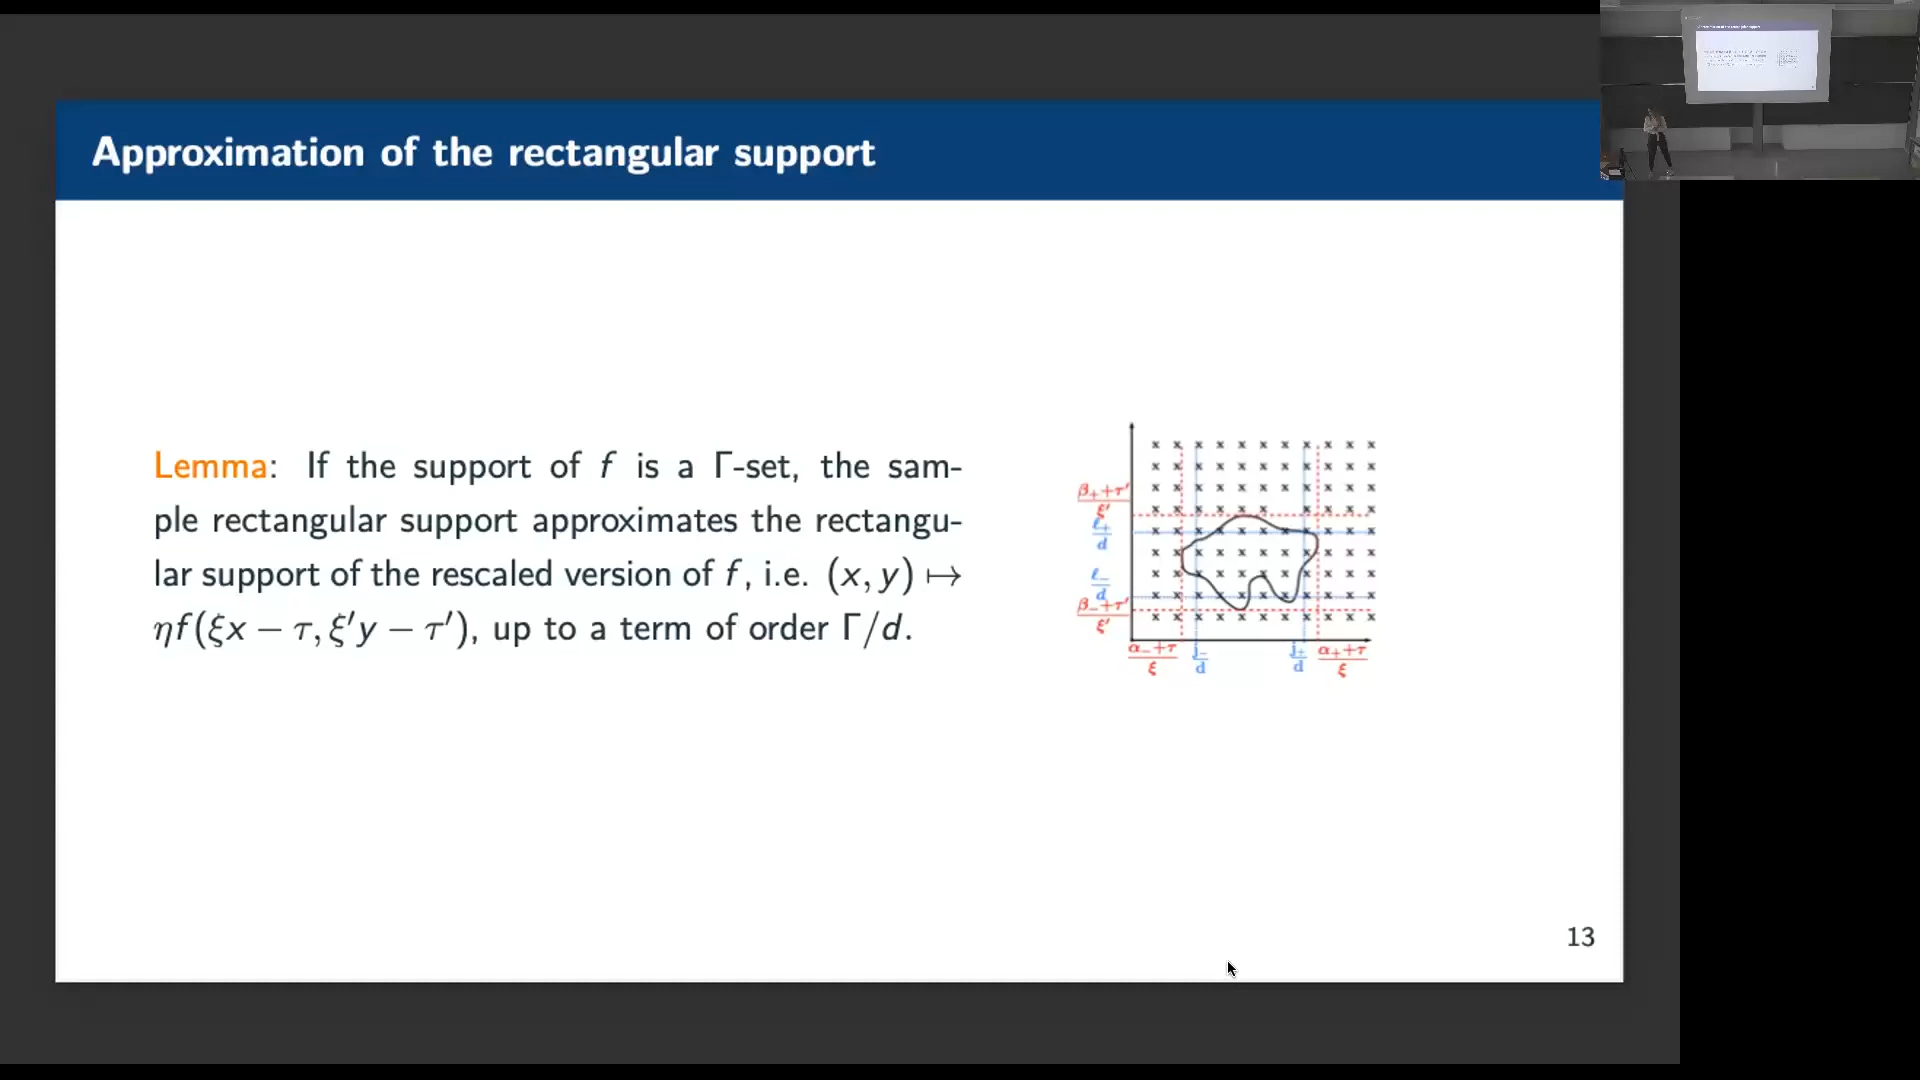 Approximation of the rectangular support
Lemma: If the support of f is a Γ-set, the sam-
ple rectangular support approximates the rectangu-
lar support of the rescaled version of f, i.e. (x, y) ↦
ηf(ξx − τ, ξ′y − τ′), up to a term of order Γ/d.
β₊+τ′
ξ′
ℓ₊
d
ℓ₋
d
β₋+τ′
ξ′
α₋+τ
ξ
j₋
d
j₊
d
α₊+τ
ξ
13